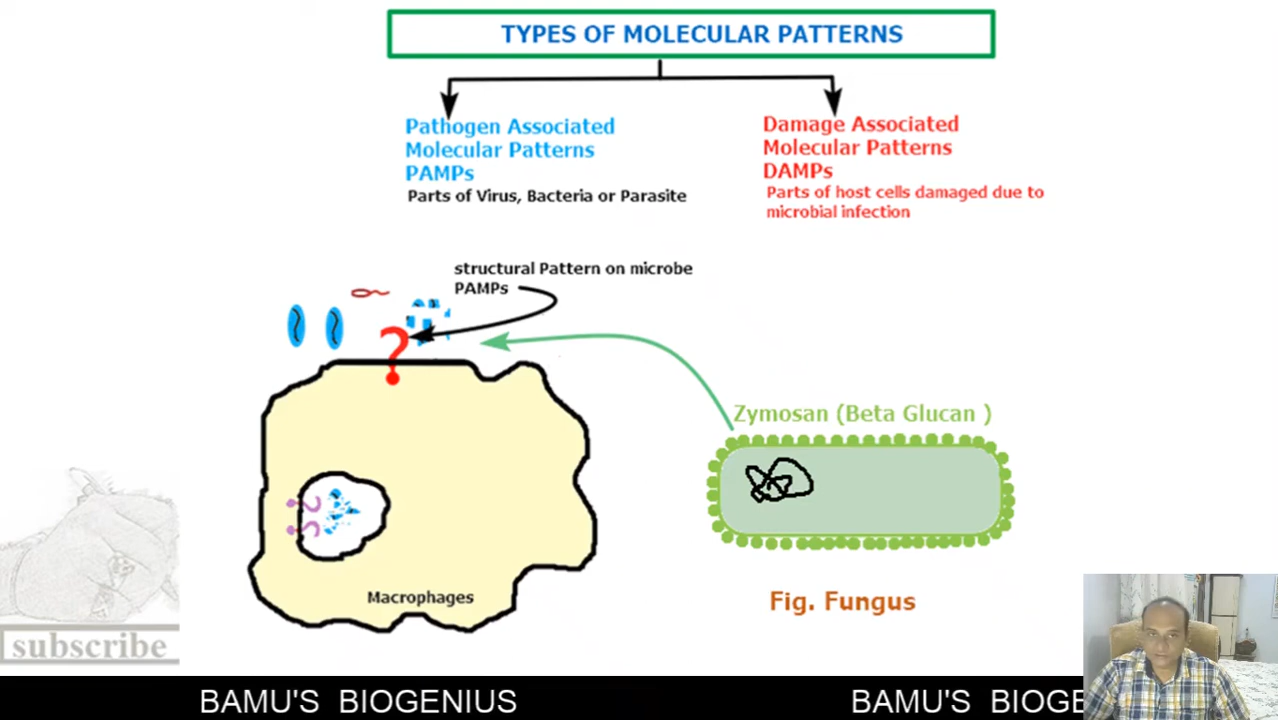 TYPES OF MOLECULAR PATTERNS
Pathogen Associated
Molecular Patterns
PAMPs
Parts of Virus, Bacteria or Parasite
Damage Associated
Molecular Patterns
DAMPs
Parts of host cells damaged due to
microbial infection
structural Pattern on microbe
PAMPs
?
Zymosan (Beta Glucan )
Macrophages
Fig. Fungus
subscribe
BAMU'S BIOGENIUS
BAMU'S BIOGE